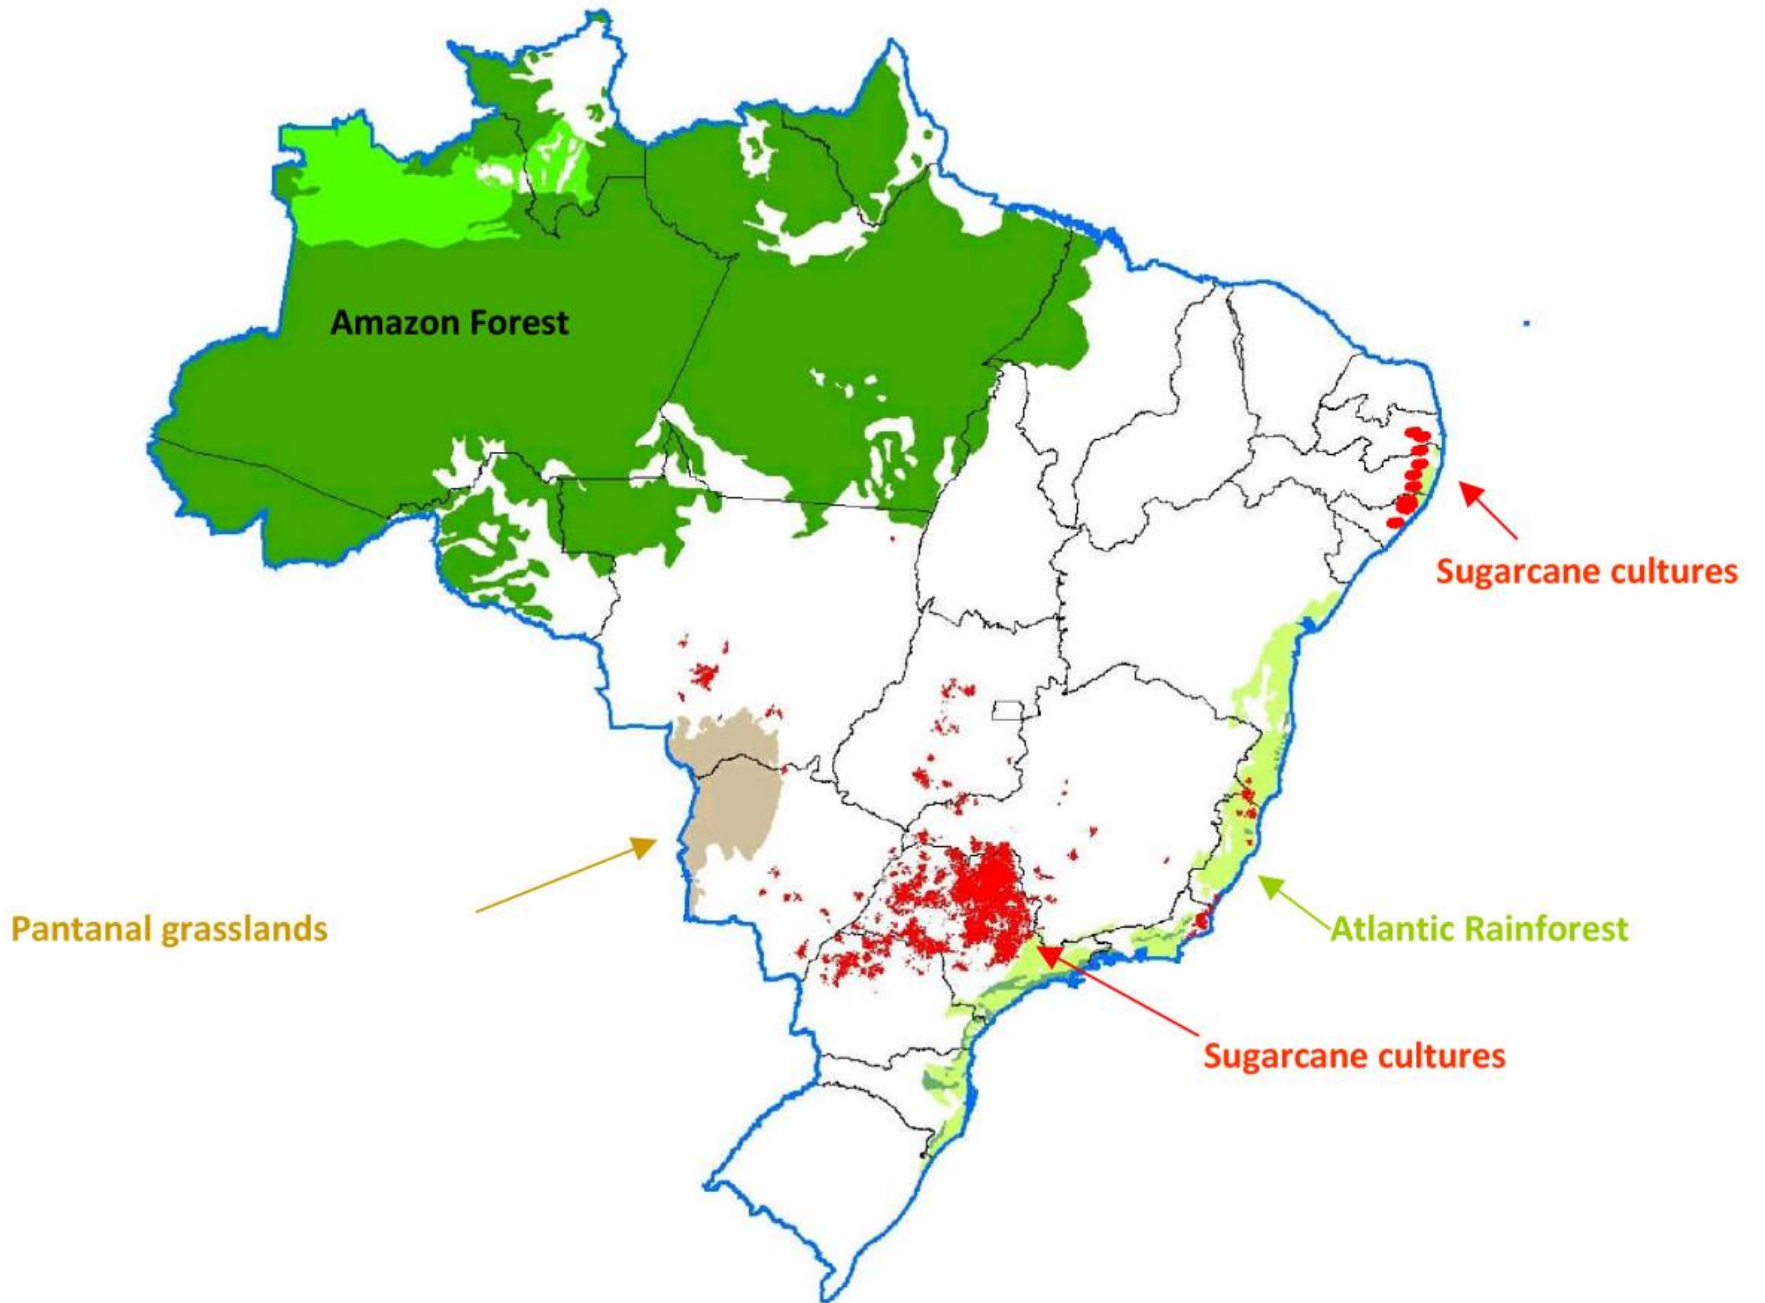 Amazon Forest
Sugarcane cultures
Pantanal grasslands
Atlantic Rainforest
Sugarcane cultures